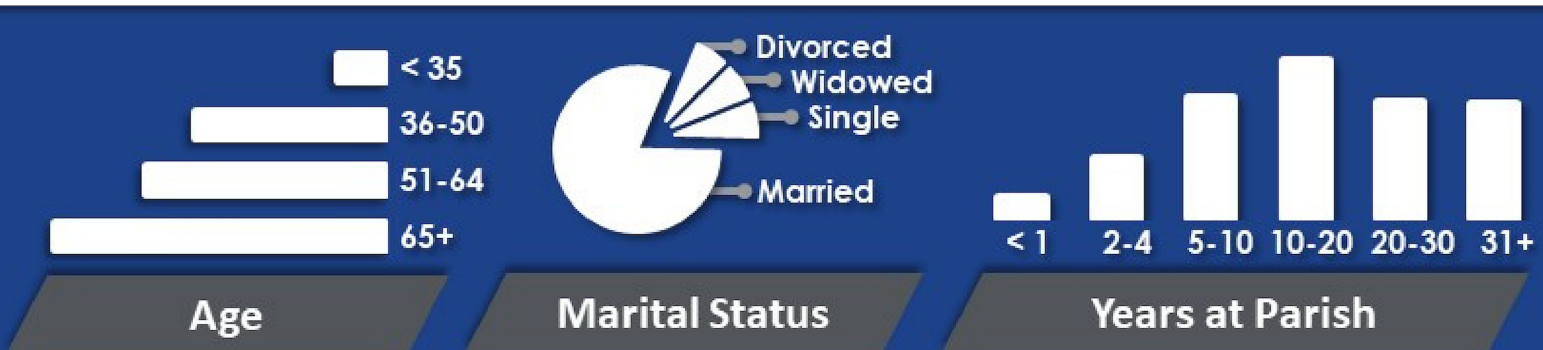 < 35
36-50
51-64
65+
Age
Divorced
Widowed
Single
Married
Marital Status
< 1 2-4 5-10 10-20 20-30 31+
Years at Parish